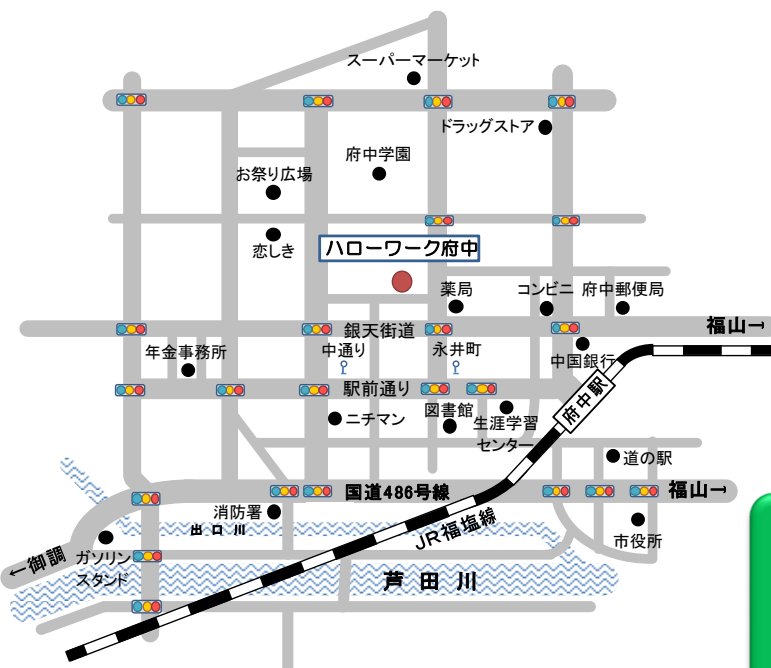 スーパーマーケット
ドラッグストア
府中学園
お祭り広場
恋しき
ハローワーク府中
薬局
コンビニ
府中郵便局
福山→
銀天街道
年金事務所
中通り
永井町
中国銀行
駅前通り
府中駅
ニチマン
図書館
生涯学習
センター
道の駅
国道486号線
福山→
消防署
出口川
JR福塩線
市役所
←御調
ガソリン
スタンド
芦田川